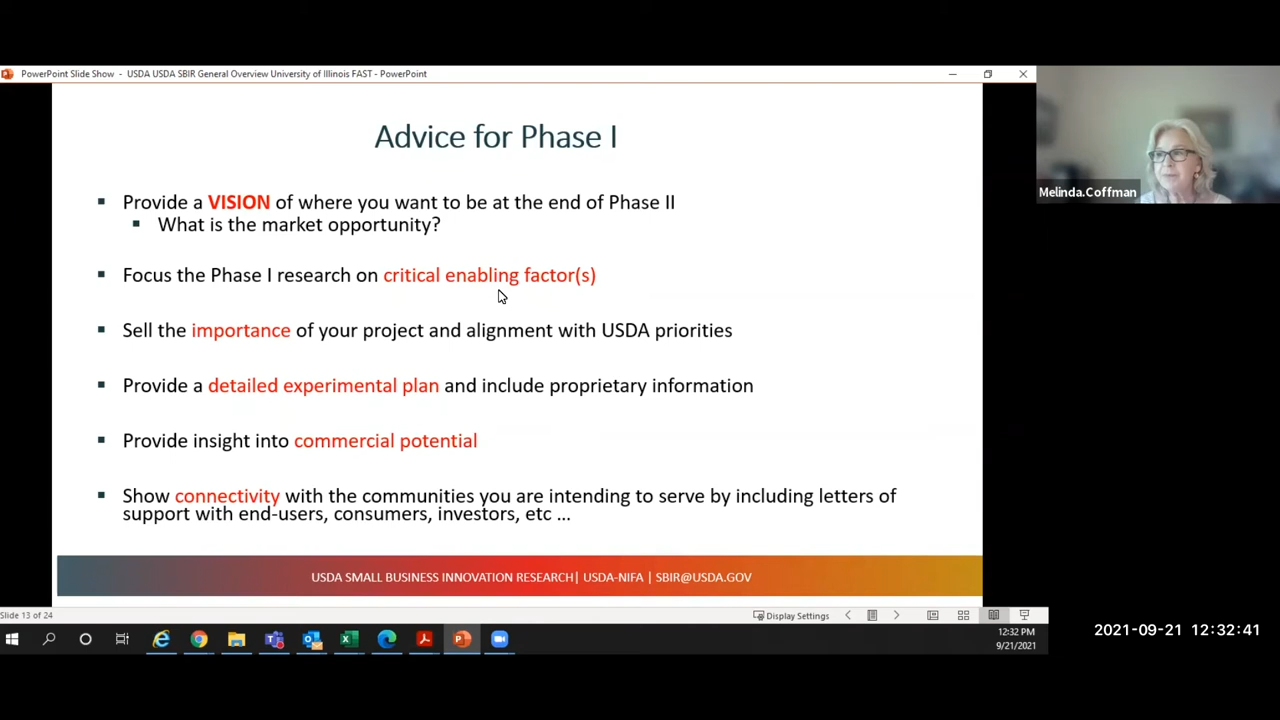 PowerPoint Slide Show - USDA USDA SBIR General Overview University of Illinois FAST - PowerPoint
Advice for Phase I
Provide a VISION of where you want to be at the end of Phase II
What is the market opportunity?
Focus the Phase I research on critical enabling factor(s)
Sell the importance of your project and alignment with USDA priorities
Provide a detailed experimental plan and include proprietary information
Provide insight into commercial potential
Show connectivity with the communities you are intending to serve by including letters of
support with end-users, consumers, investors, etc ...
USDA SMALL BUSINESS INNOVATION RESEARCH| USDA-NIFA | SBIR@USDA.GOV
Melinda.Coffman
Slide 13 of 24
Display Settings
12:32 PM
9/21/2021
2021-09-21 12:32:41